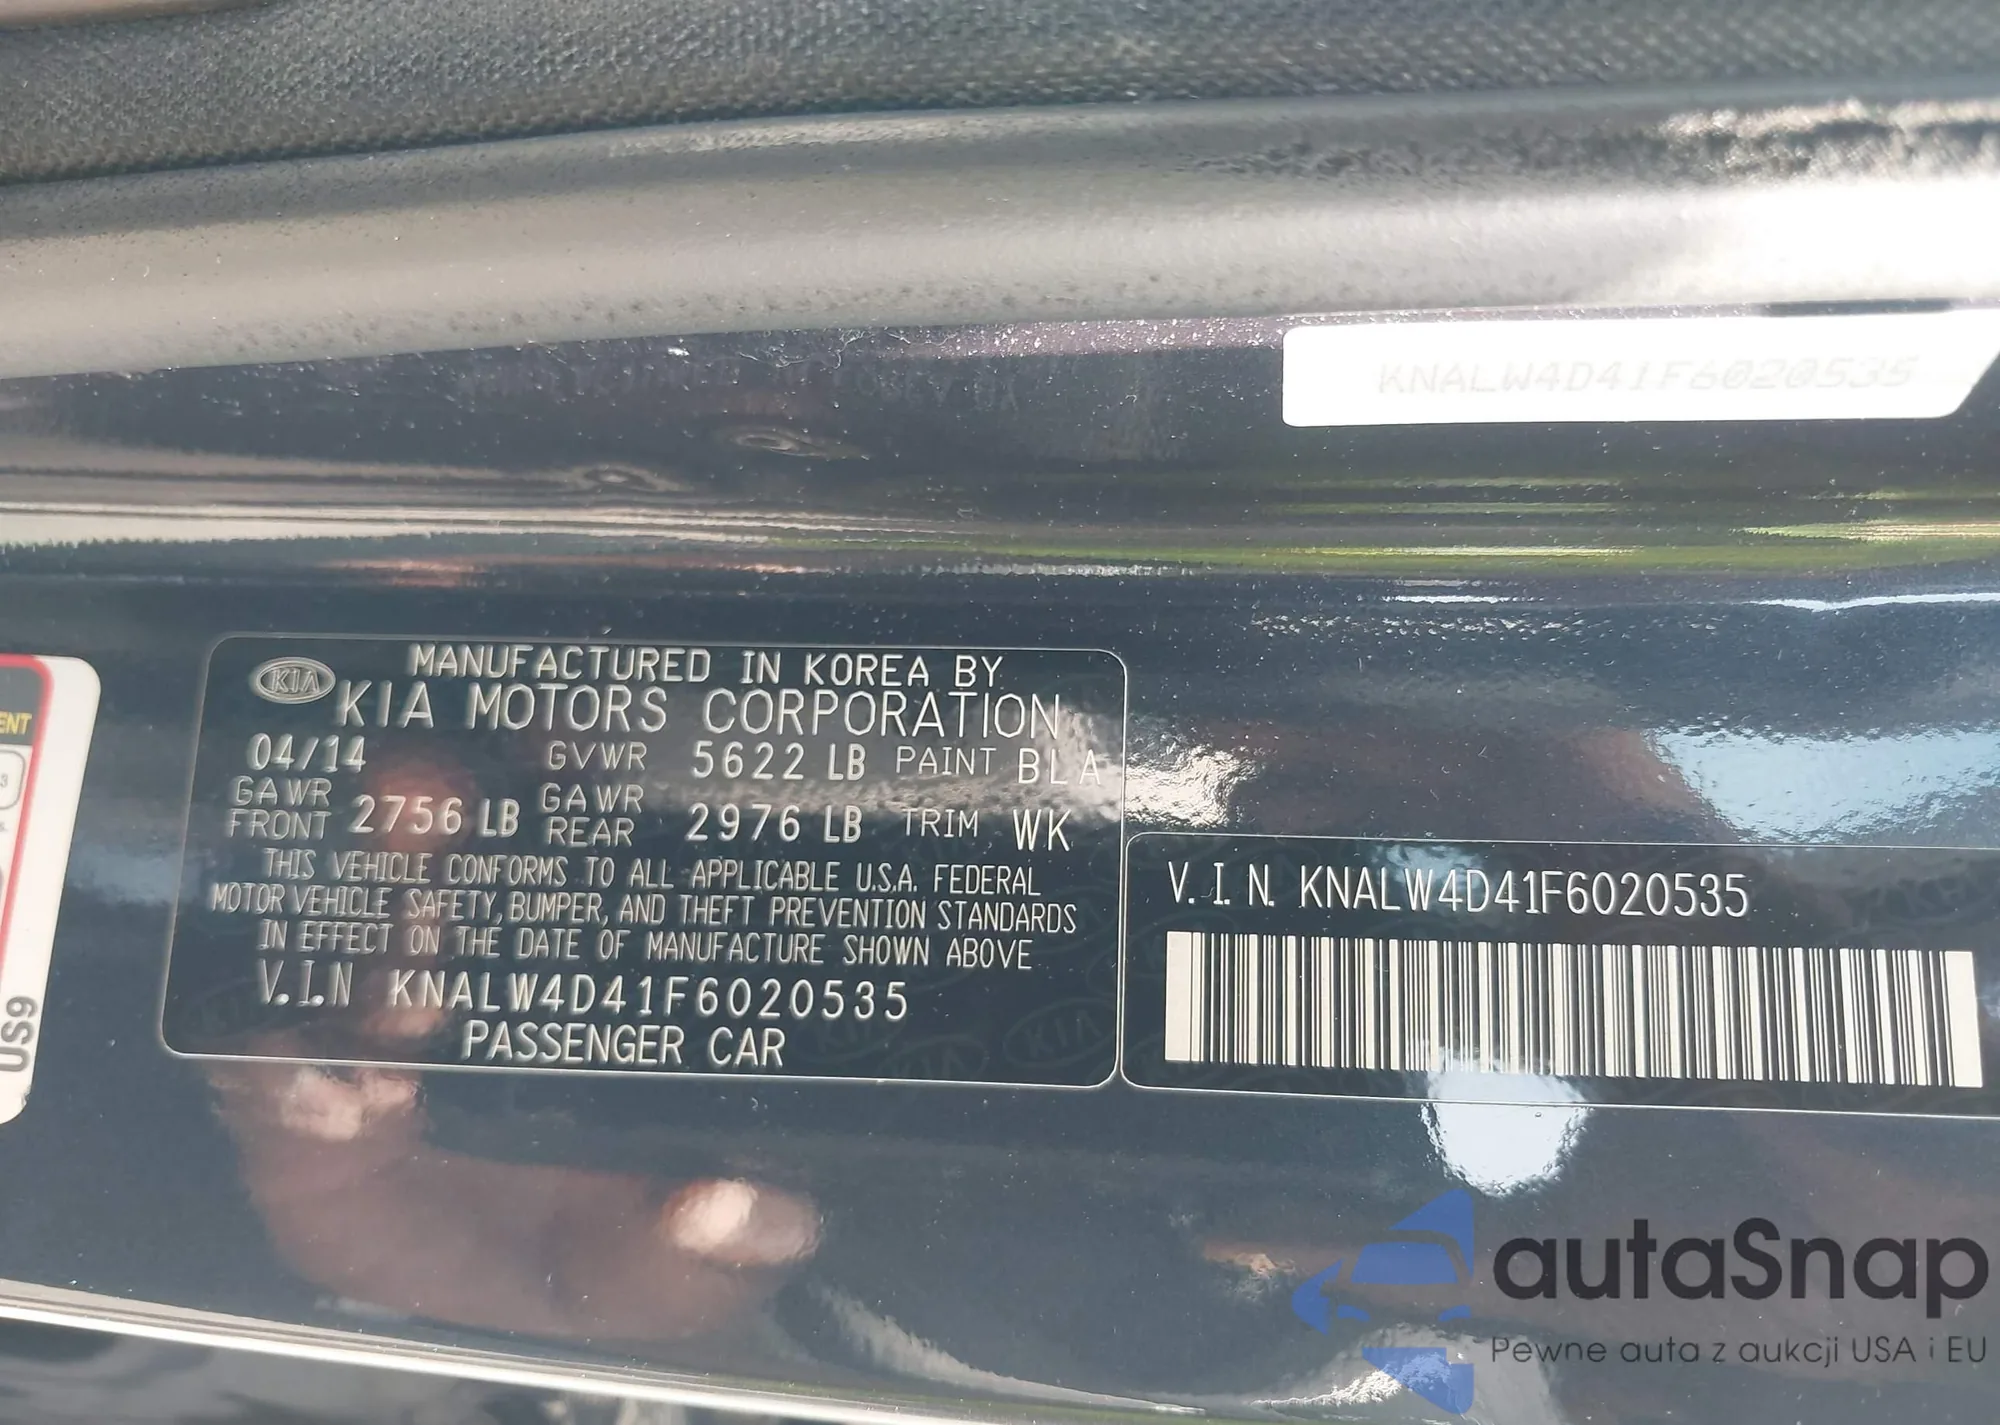 KNALW4D41F6020535
MANUFACTURED IN KOREA BY
KIA KIA MOTORS CORPORATION
04/14 GVWR 5622 LB PAINT BLA
GAWR FRONT 2756 LB GAWR REAR 2976 LB TRIM WK
THIS VEHICLE CONFORMS TO ALL APPLICABLE U.S.A. FEDERAL
MOTOR VEHICLE SAFETY, BUMPER, AND THEFT PREVENTION STANDARDS
IN EFFECT ON THE DATE OF MANUFACTURE SHOWN ABOVE
V.I.N KNALW4D41F6020535
PASSENGER CAR
V.I.N. KNALW4D41F6020535
ENT
3
US9
autaSnap
Pewne auta z aukcji USA i EU